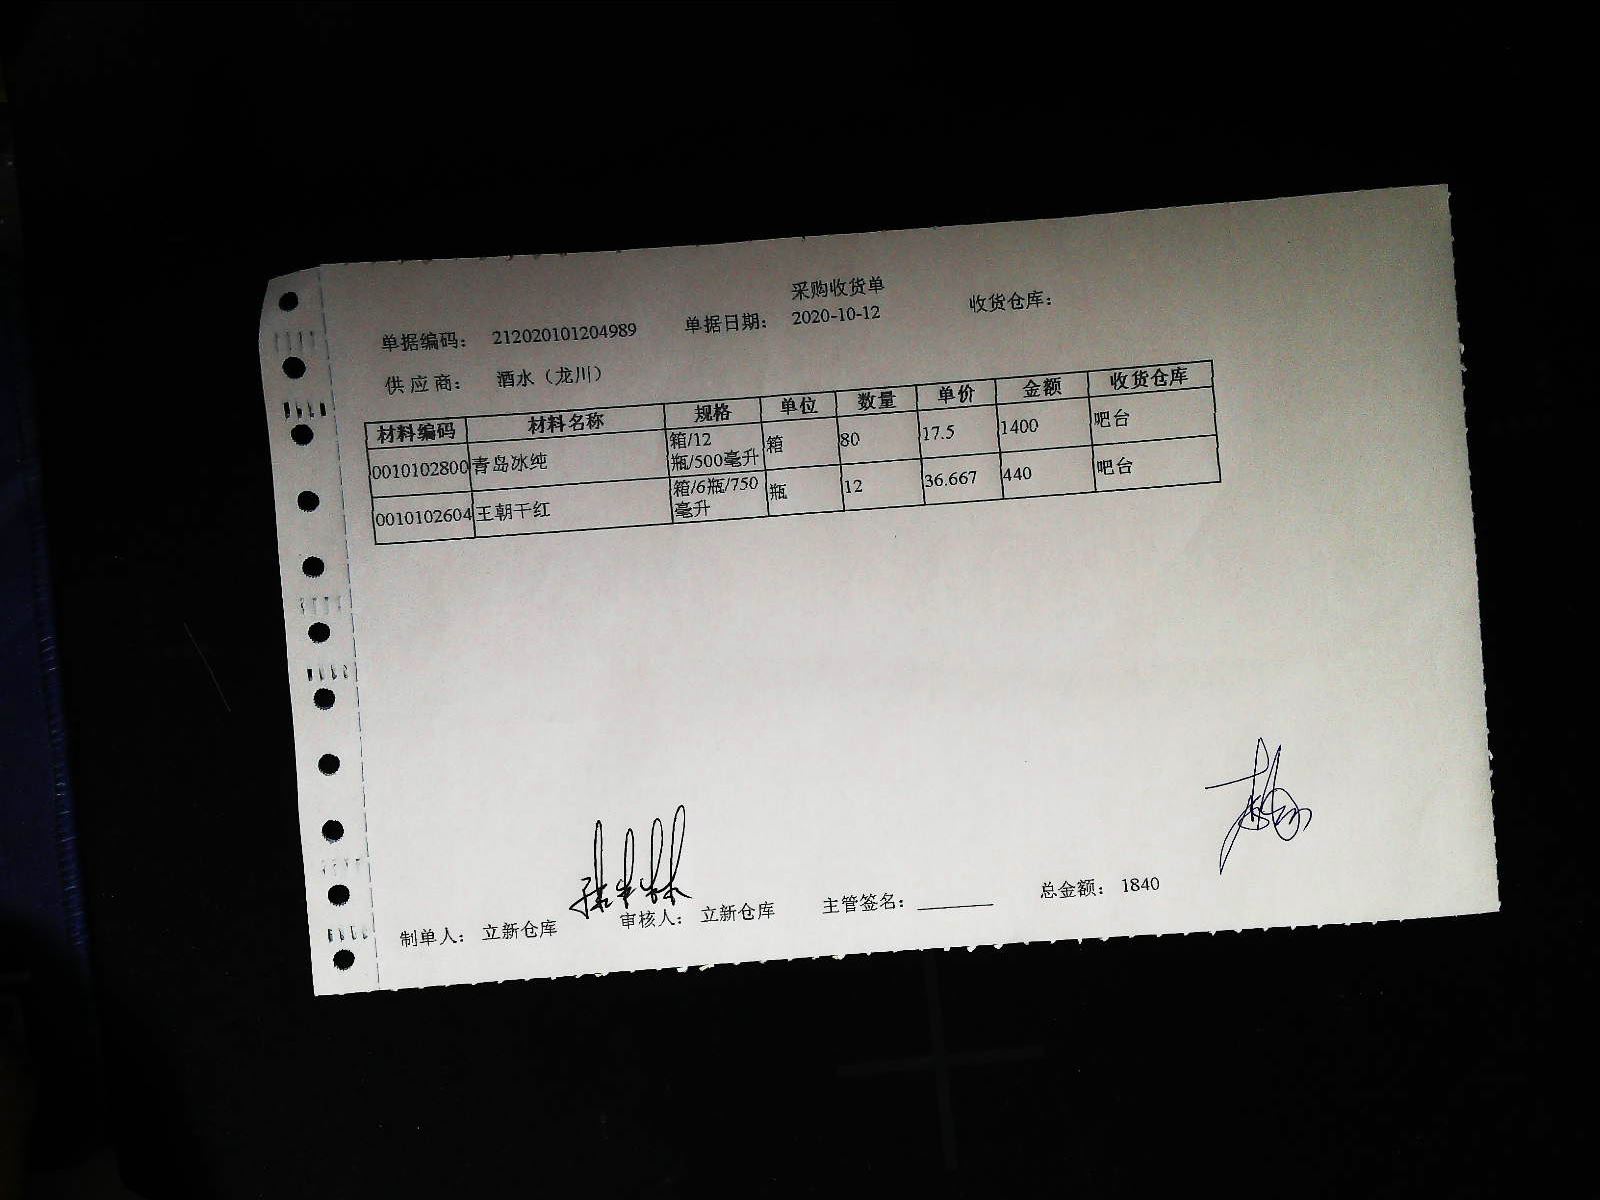 采购收货单
单据编码： 212020101204989 单据日期： 2020-10-12 收货仓库：
供 应 商： 酒水（龙川）
材料编码 材料名称 规格 单位 数量 单价 金额 收货仓库
0010102800 青岛冰纯 箱/12瓶/500毫升 箱 80 17.5 1400 吧台
0010102604 王朝干红 箱/6瓶/750毫升 瓶 12 36.667 440 吧台
制单人： 立新仓库 审核人： 立新仓库 主管签名： 总金额： 1840